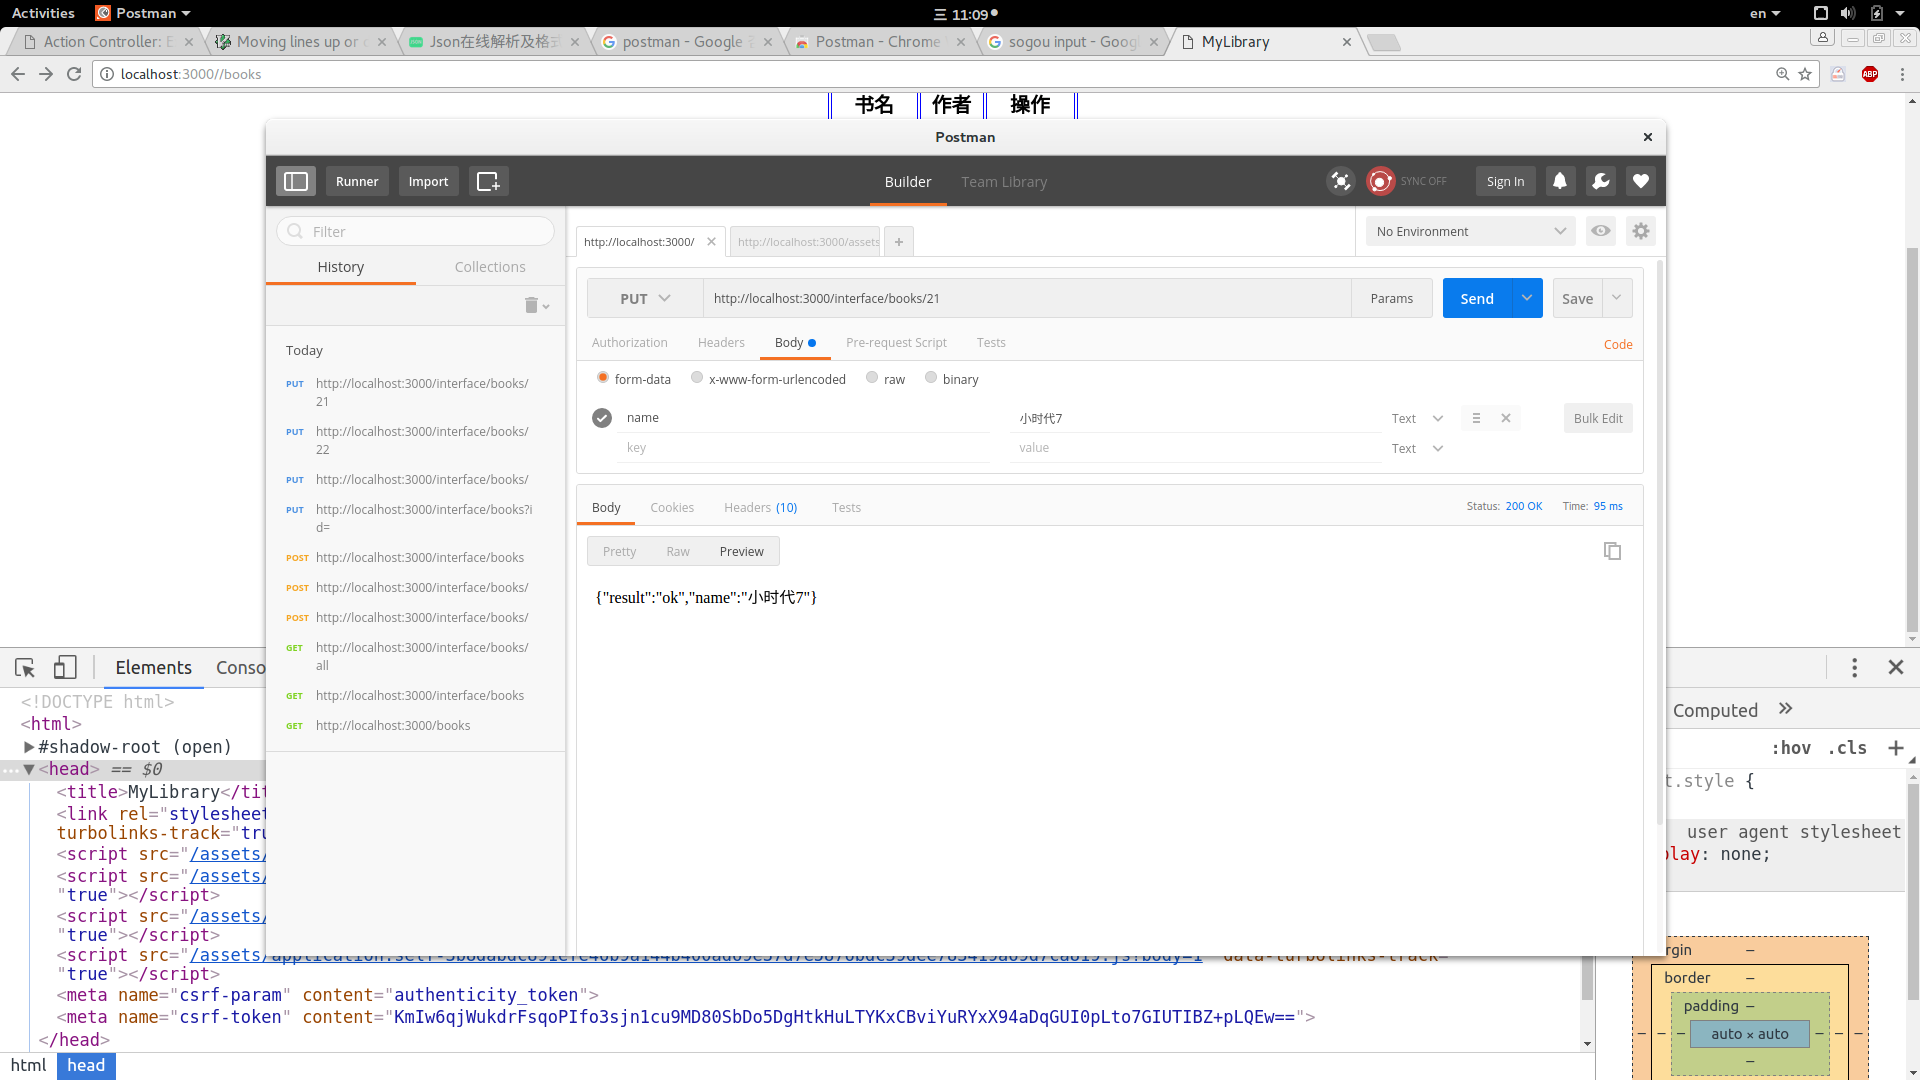 Activities
Postman
三 11:09
en
Action Controller: E
Moving lines up or
Json在线解析及格式
postman - Google
Postman - Chrome
sogou input - Goog
MyLibrary
localhost:3000//books
ABP
书名 作者 操作
Postman
Runner
Import
Builder
Team Library
SYNC OFF
Sign In
Filter
History
Collections
Today
PUT http://localhost:3000/interface/books/
21
PUT http://localhost:3000/interface/books/
22
PUT http://localhost:3000/interface/books/
PUT http://localhost:3000/interface/books?i
d=
POST http://localhost:3000/interface/books
POST http://localhost:3000/interface/books/
POST http://localhost:3000/interface/books/
GET http://localhost:3000/interface/books/
all
GET http://localhost:3000/interface/books
GET http://localhost:3000/books
http://localhost:3000/
http://localhost:3000/assets
+
No Environment
PUT
http://localhost:3000/interface/books/21
Params
Send
Save
Authorization
Headers
Body
Pre-request Script
Tests
Code
form-data
x-www-form-urlencoded
raw
binary
name
小时代7
Text
Bulk Edit
key
value
Text
Body
Cookies
Headers (10)
Tests
Status: 200 OK
Time: 95 ms
Pretty
Raw
Preview
{"result":"ok","name":"小时代7"}
Elements
Conso
<!DOCTYPE html>
<html>
#shadow-root (open)
<head> == $0
<title>MyLibrary</tit
<link rel="stylesheet
turbolinks-track="tru
<script src="/assets/
<script src="/assets/
"true"></script>
<script src="/assets/
"true"></script>
<script src="/assets/
"true"></script>
<meta name="csrf-param" content="authenticity_token">
<meta name="csrf-token" content="KmIw6qjWukdrFsqoPIfo3sjn1cu9MD80SbDo5DgHtkHuLTYKxCBviYuRYxX94aDqGUI0pLto7GIUTIBZ+pLQEw==">
</head>
html
head
Computed
:hov .cls +
t.style {
user agent stylesheet
play: none;
rgin –
border –
padding –
auto × auto